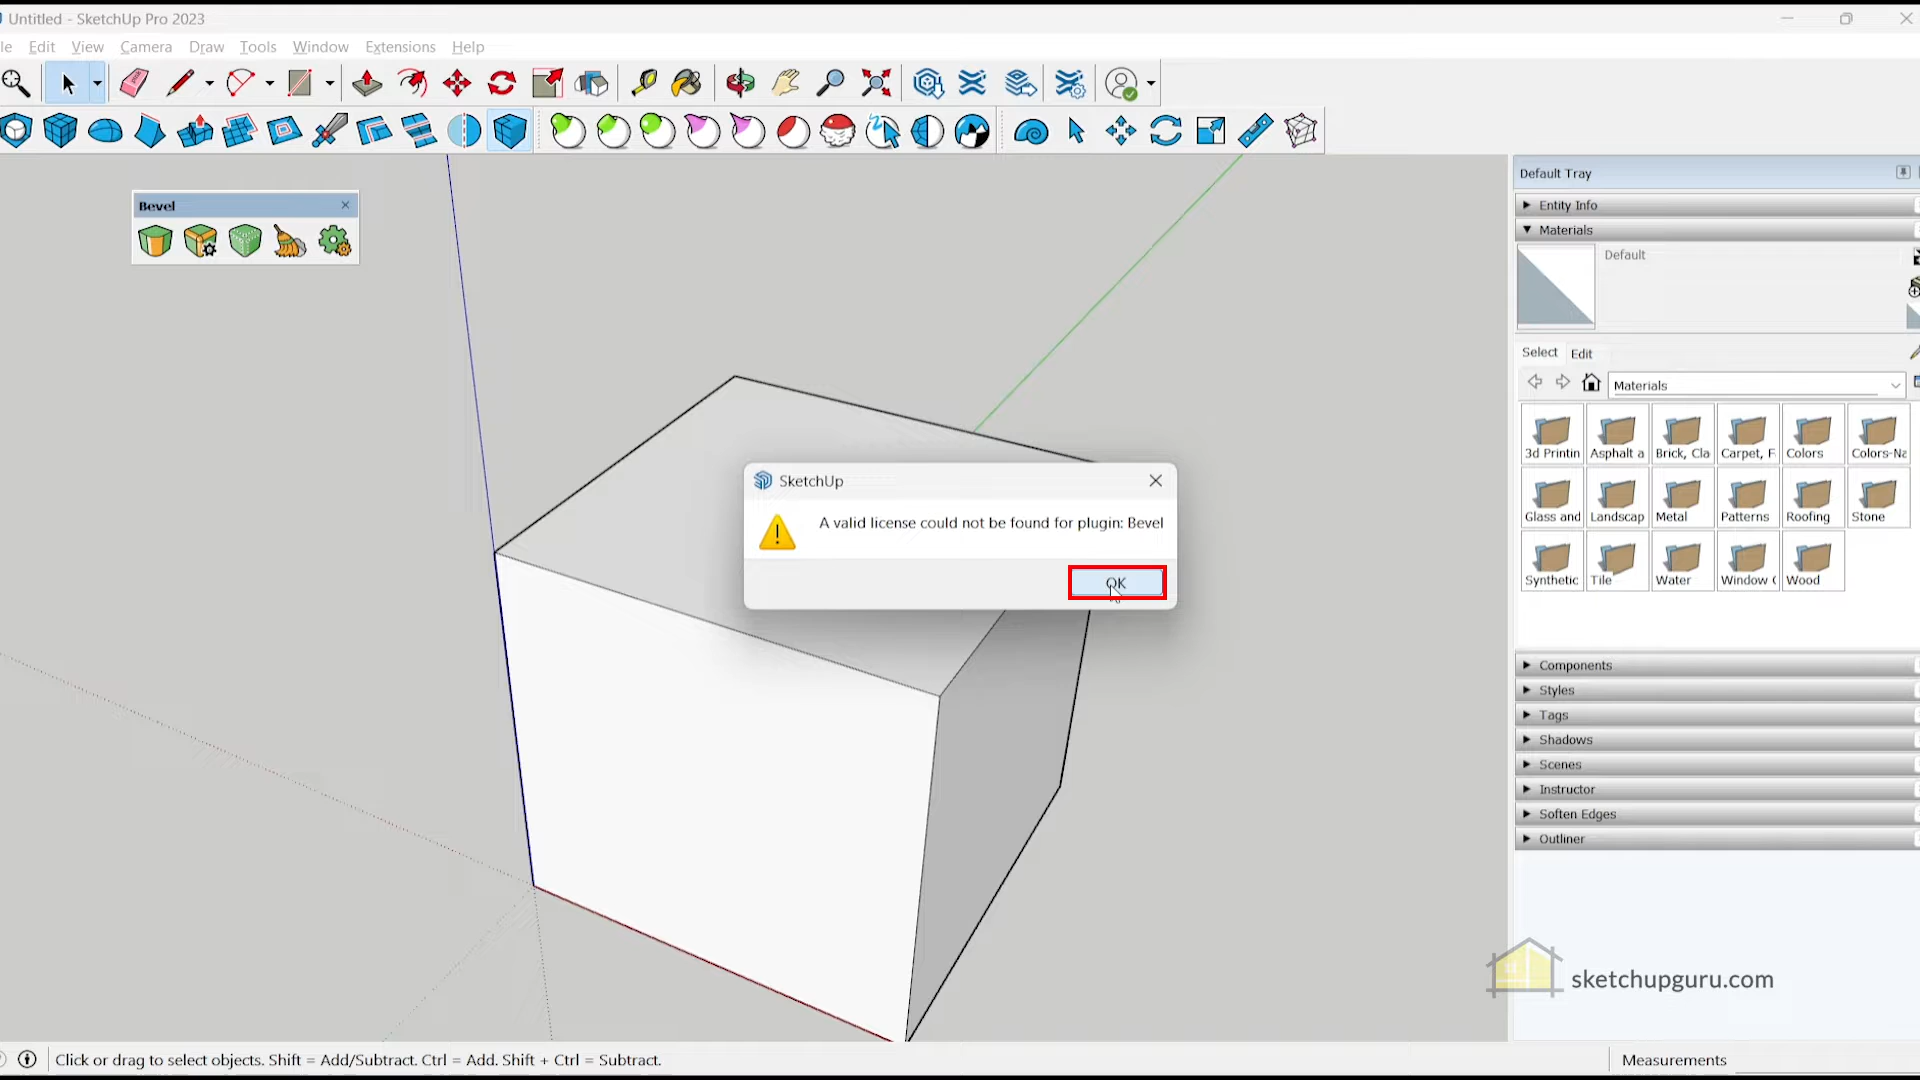 Untitled - SketchUp Pro 2023
le Edit View Camera Draw Tools Window Extensions Help
Bevel
Default Tray
Entity Info
Materials
Default
Select Edit
Materials
3d Printin Asphalt a Brick, Cla Carpet, F Colors Colors-Na
Glass and Landscap Metal Patterns Roofing Stone
Synthetic Tile Water Window ( Wood
SketchUp
A valid license could not be found for plugin: Bevel
OK
Components
Styles
Tags
Shadows
Scenes
Instructor
Soften Edges
Outliner
sketchupguru.com
Click or drag to select objects. Shift = Add/Subtract. Ctrl = Add. Shift + Ctrl = Subtract.
Measurements